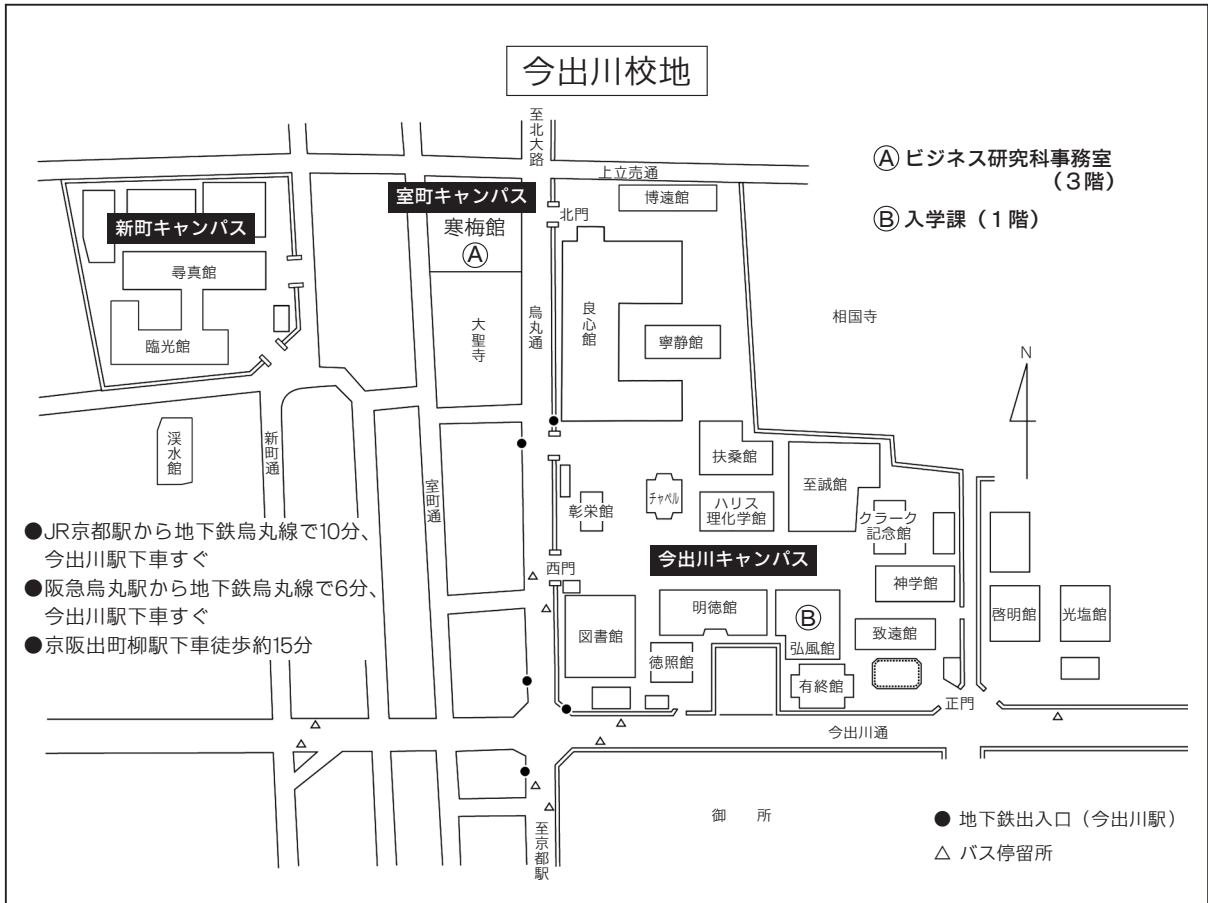 今出川校地
至北大路
Ⓐ ビジネス研究科事務室
（3階）
Ⓑ 入学課（1階）
上立売通
博遠館
北門
室町キャンパス
寒梅館
Ⓐ
新町キャンパス
尋真館
臨光館
大聖寺
烏丸通
良心館
寧静館
相国寺
N
渓水館
新町通
室町通
扶桑館
至誠館
チャペル
ハリス
理化学館
彰栄館
クラーク
記念館
今出川キャンパス
西門
神学館
●JR京都駅から地下鉄烏丸線で10分、
今出川駅下車すぐ
●阪急烏丸駅から地下鉄烏丸線で6分、
今出川駅下車すぐ
●京阪出町柳駅下車徒歩約15分
図書館
明徳館
Ⓑ
弘風館
致遠館
啓明館
光塩館
徳照館
有終館
正門
今出川通
御所
至京都駅
● 地下鉄出入口（今出川駅）
△ バス停留所